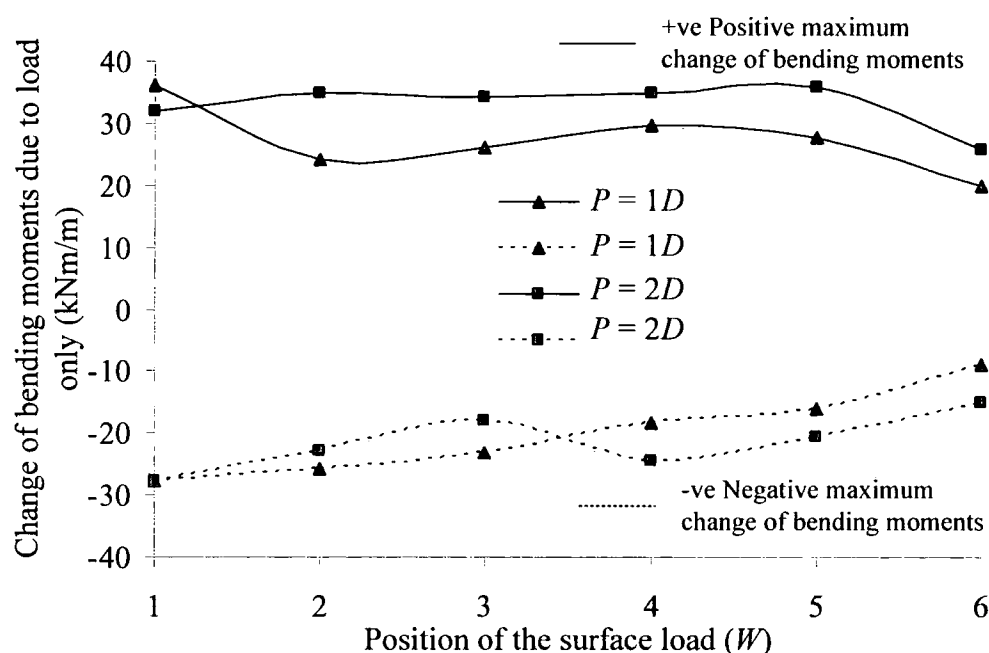 +ve Positive maximum
change of bending moments
Change of bending moments due to load
only (kNm/m)
40
30
20
10
0
-10
-20
-30
-40
P = 1D
P = 1D
P = 2D
P = 2D
-ve Negative maximum
change of bending moments
1 2 3 4 5 6
Position of the surface load (W)